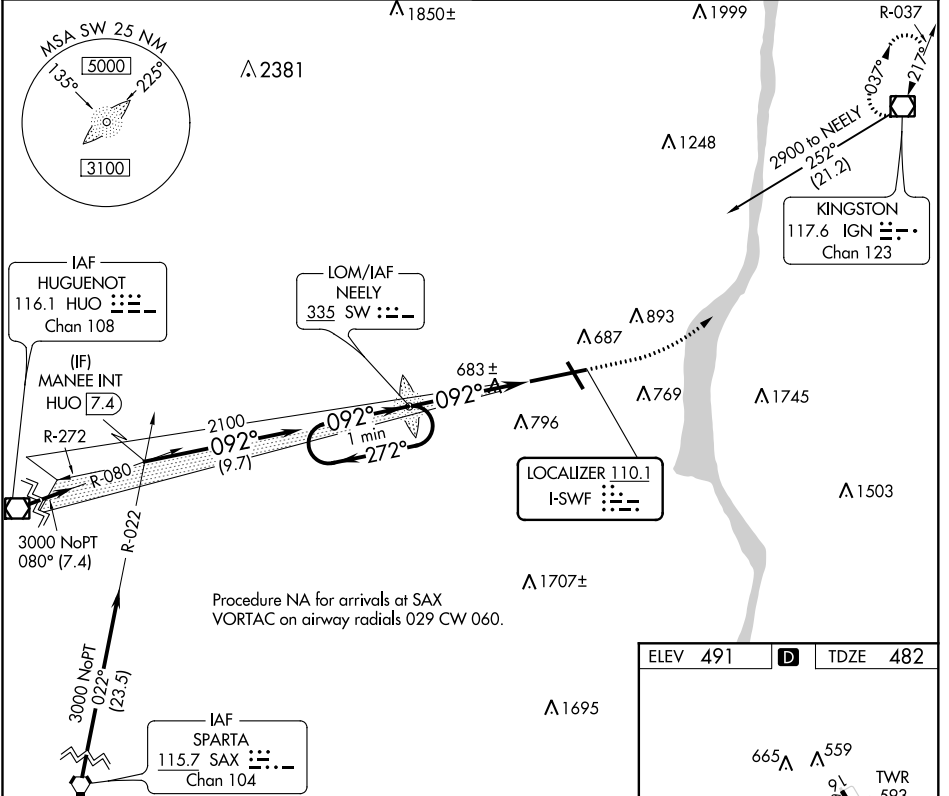 1850±
1999
R-037
MSA SW 25 NM
5000
135°
225°
3100
2381
037°
217°
1248
2900 to NEELY
252°
(21.2)
KINGSTON
117.6 IGN
Chan 123
IAF
HUGUENOT
116.1 HUO
Chan 108
LOM/IAF
NEELY
335 SW
(IF)
MANEE INT
HUO 7.4
R-272
893
687
683±
769
1745
796
2100
092°
092°
092°
1 min
272°
(9.7)
R-080
LOCALIZER 110.1
I-SWF
1503
3000 NoPT
080° (7.4)
R-022
1707±
Procedure NA for arrivals at SAX
VORTAC on airway radials 029 CW 060.
3000 NoPT
022°
(23.5)
ELEV 491 D TDZE 482
1695
IAF
SPARTA
115.7 SAX
Chan 104
665
559
16
TWR
593